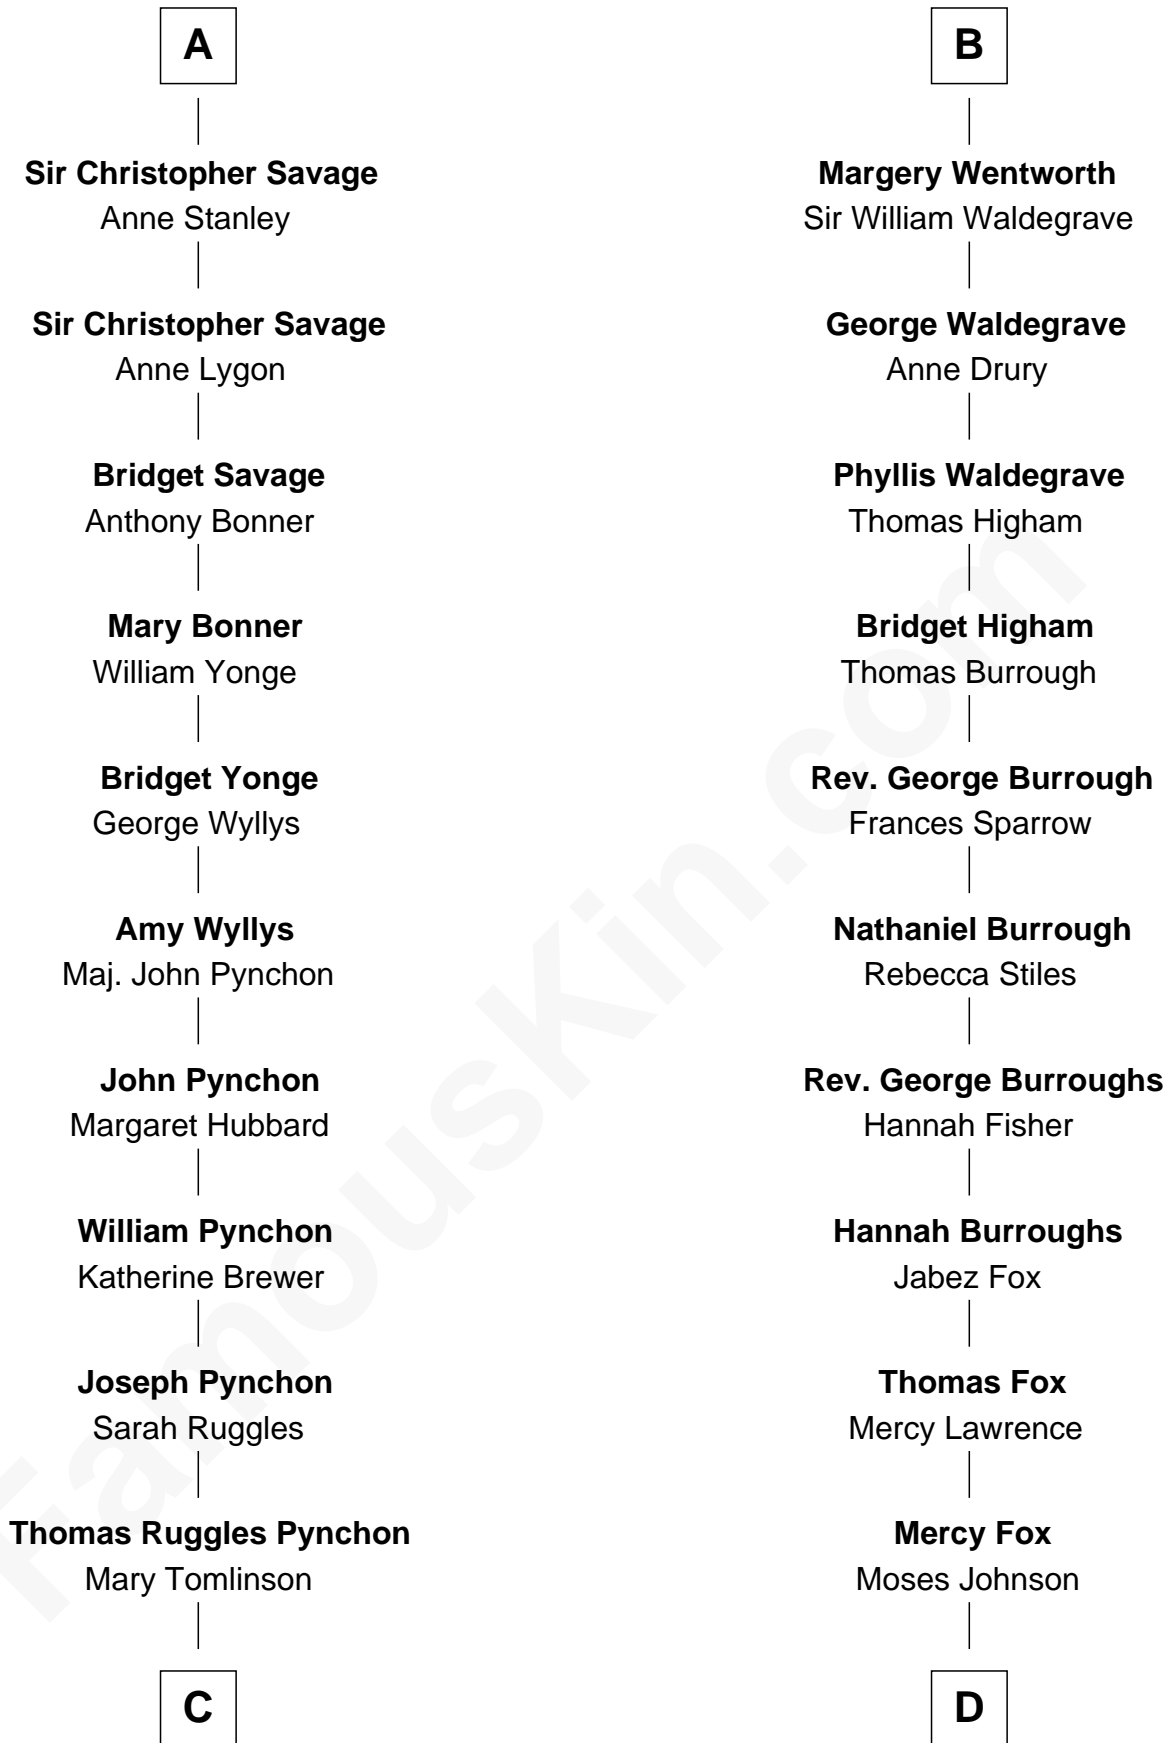 A
Sir Christopher Savage
Anne Stanley
Sir Christopher Savage
Anne Lygon
Bridget Savage
Anthony Bonner
Mary Bonner
William Yonge
Bridget Yonge
George Wyllys
Amy Wyllys
Maj. John Pynchon
John Pynchon
Margaret Hubbard
William Pynchon
Katherine Brewer
Joseph Pynchon
Sarah Ruggles
Thomas Ruggles Pynchon
Mary Tomlinson
C
B
Margery Wentworth
Sir William Waldegrave
George Waldegrave
Anne Drury
Phyllis Waldegrave
Thomas Higham
Bridget Higham
Thomas Burrough
Rev. George Burrough
Frances Sparrow
Nathaniel Burrough
Rebecca Stiles
Rev. George Burroughs
Hannah Fisher
Hannah Burroughs
Jabez Fox
Thomas Fox
Mercy Lawrence
Mercy Fox
Moses Johnson
D
FamousKin.com